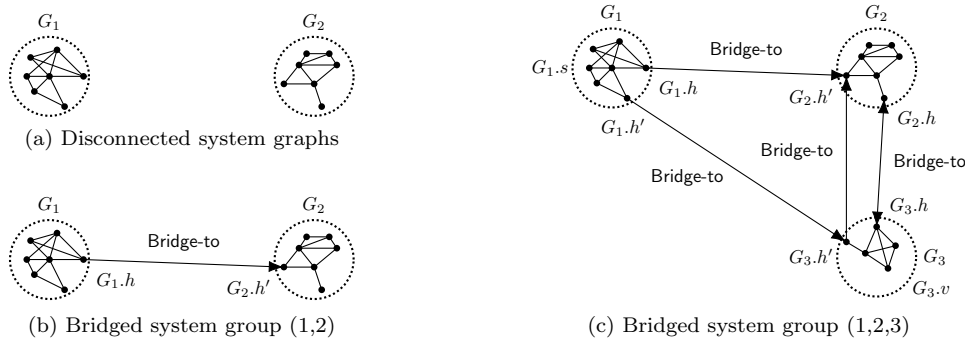 G₁
G₂
(a) Disconnected system graphs
G₁
G₂
Bridge-to
G₁.h
G₂.h′
(b) Bridged system group (1,2)
G₁
G₂
Bridge-to
G₁.s
G₁.h
G₂.h′
G₁.h′
G₂.h
Bridge-to
Bridge-to
Bridge-to
G₃.h
G₃.h′
G₃
G₃.v
(c) Bridged system group (1,2,3)